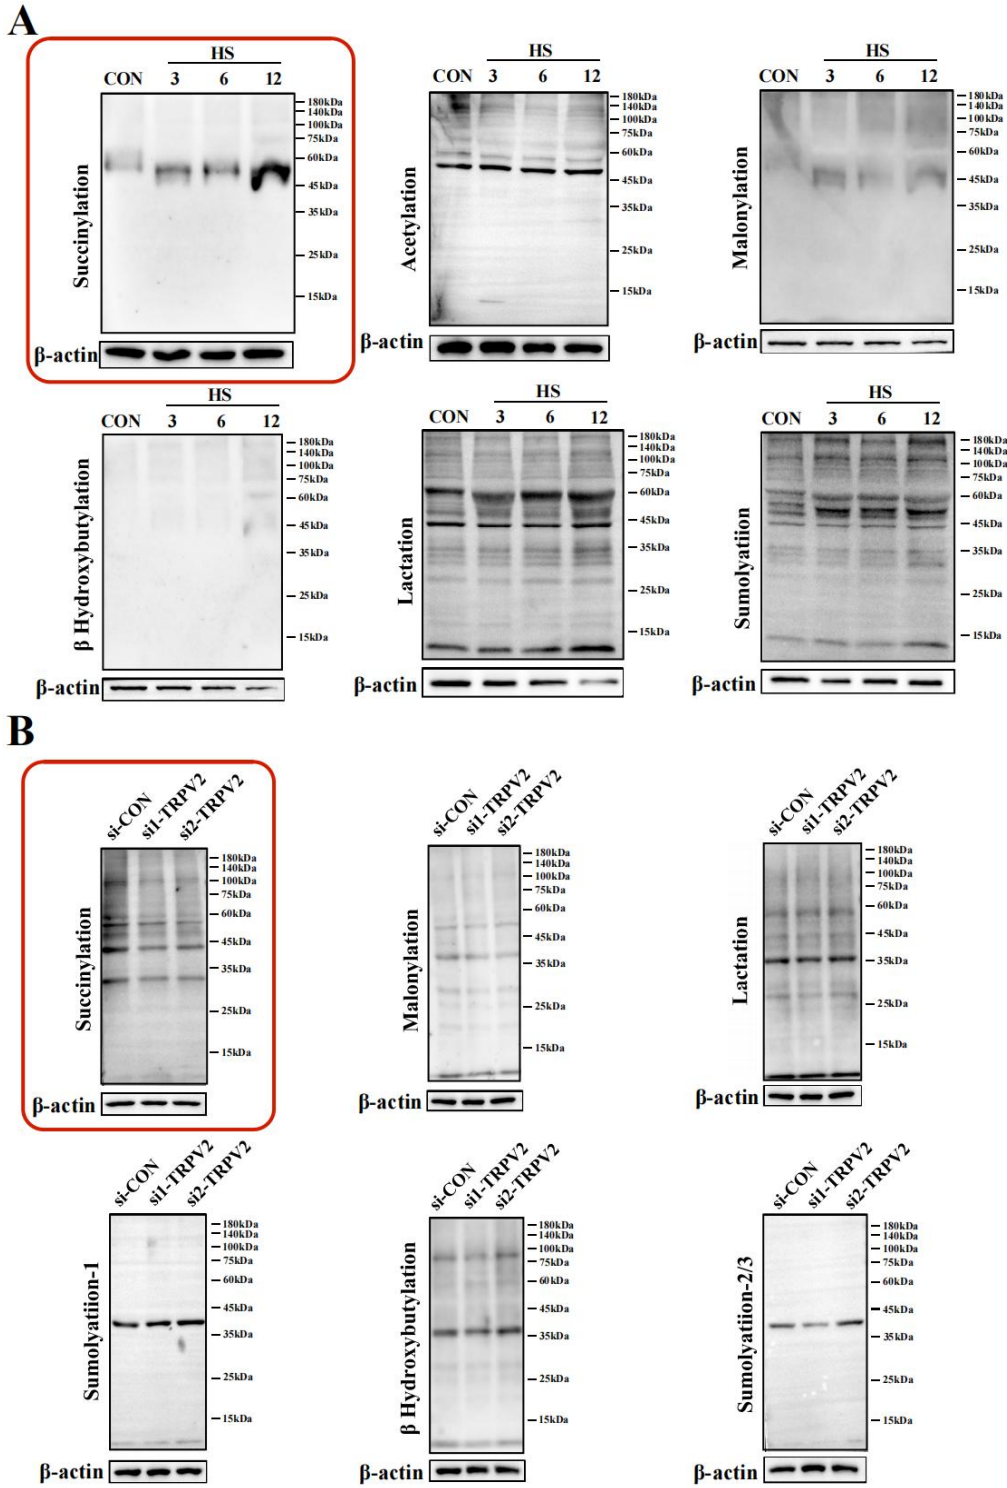 A
HS
CON 3 6 12
Succinylation
180kDa
140kDa
100kDa
75kDa
60kDa
45kDa
35kDa
25kDa
15kDa
β-actin
HS
CON 3 6 12
Acetylation
180kDa
140kDa
100kDa
75kDa
60kDa
45kDa
35kDa
25kDa
15kDa
β-actin
HS
CON 3 6 12
Malonylation
180kDa
140kDa
100kDa
75kDa
60kDa
45kDa
35kDa
25kDa
15kDa
β-actin
HS
CON 3 6 12
β Hydroxybutylation
180kDa
140kDa
100kDa
75kDa
60kDa
45kDa
35kDa
25kDa
15kDa
β-actin
HS
CON 3 6 12
Lactation
180kDa
140kDa
100kDa
75kDa
60kDa
45kDa
35kDa
25kDa
15kDa
β-actin
HS
CON 3 6 12
Sumolyatiion
180kDa
140kDa
100kDa
75kDa
60kDa
45kDa
35kDa
25kDa
15kDa
β-actin
B
si-CON si1-TRPV2 si2-TRPV2
Succinylation
180kDa
140kDa
100kDa
75kDa
60kDa
45kDa
35kDa
25kDa
15kDa
β-actin
si-CON si1-TRPV2 si2-TRPV2
Malonylation
180kDa
140kDa
100kDa
75kDa
60kDa
45kDa
35kDa
25kDa
15kDa
β-actin
si-CON si1-TRPV2 si2-TRPV2
Lactation
180kDa
140kDa
100kDa
75kDa
60kDa
45kDa
35kDa
25kDa
15kDa
β-actin
si-CON si1-TRPV2 si2-TRPV2
Sumolyatiion-1
180kDa
140kDa
100kDa
75kDa
60kDa
45kDa
35kDa
25kDa
15kDa
β-actin
si-CON si1-TRPV2 si2-TRPV2
β Hydroxybutylation
180kDa
140kDa
100kDa
75kDa
60kDa
45kDa
35kDa
25kDa
15kDa
β-actin
si-CON si1-TRPV2 si2-TRPV2
Sumolyatiion-2/3
180kDa
140kDa
100kDa
75kDa
60kDa
45kDa
35kDa
25kDa
15kDa
β-actin